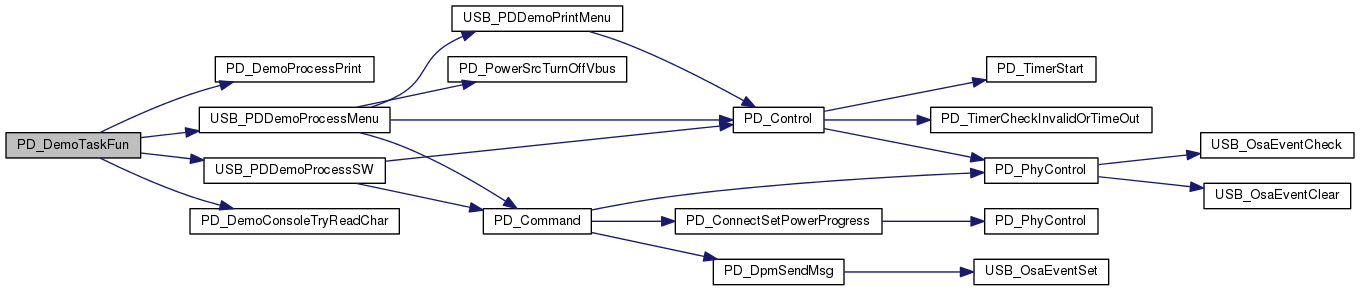 USB_PDDemoPrintMenu
PD_DemoProcessPrint
PD_PowerSrcTurnOffVbus
PD_TimerStart
USB_PDDemoProcessMenu
PD_Control
PD_TimerCheckInvalidOrTimeOut
PD_DemoTaskFun
USB_OsaEventCheck
USB_PDDemoProcessSW
PD_PhyControl
USB_OsaEventClear
PD_DemoConsoleTryReadChar
PD_Command
PD_ConnectSetPowerProgress
PD_PhyControl
PD_DpmSendMsg
USB_OsaEventSet